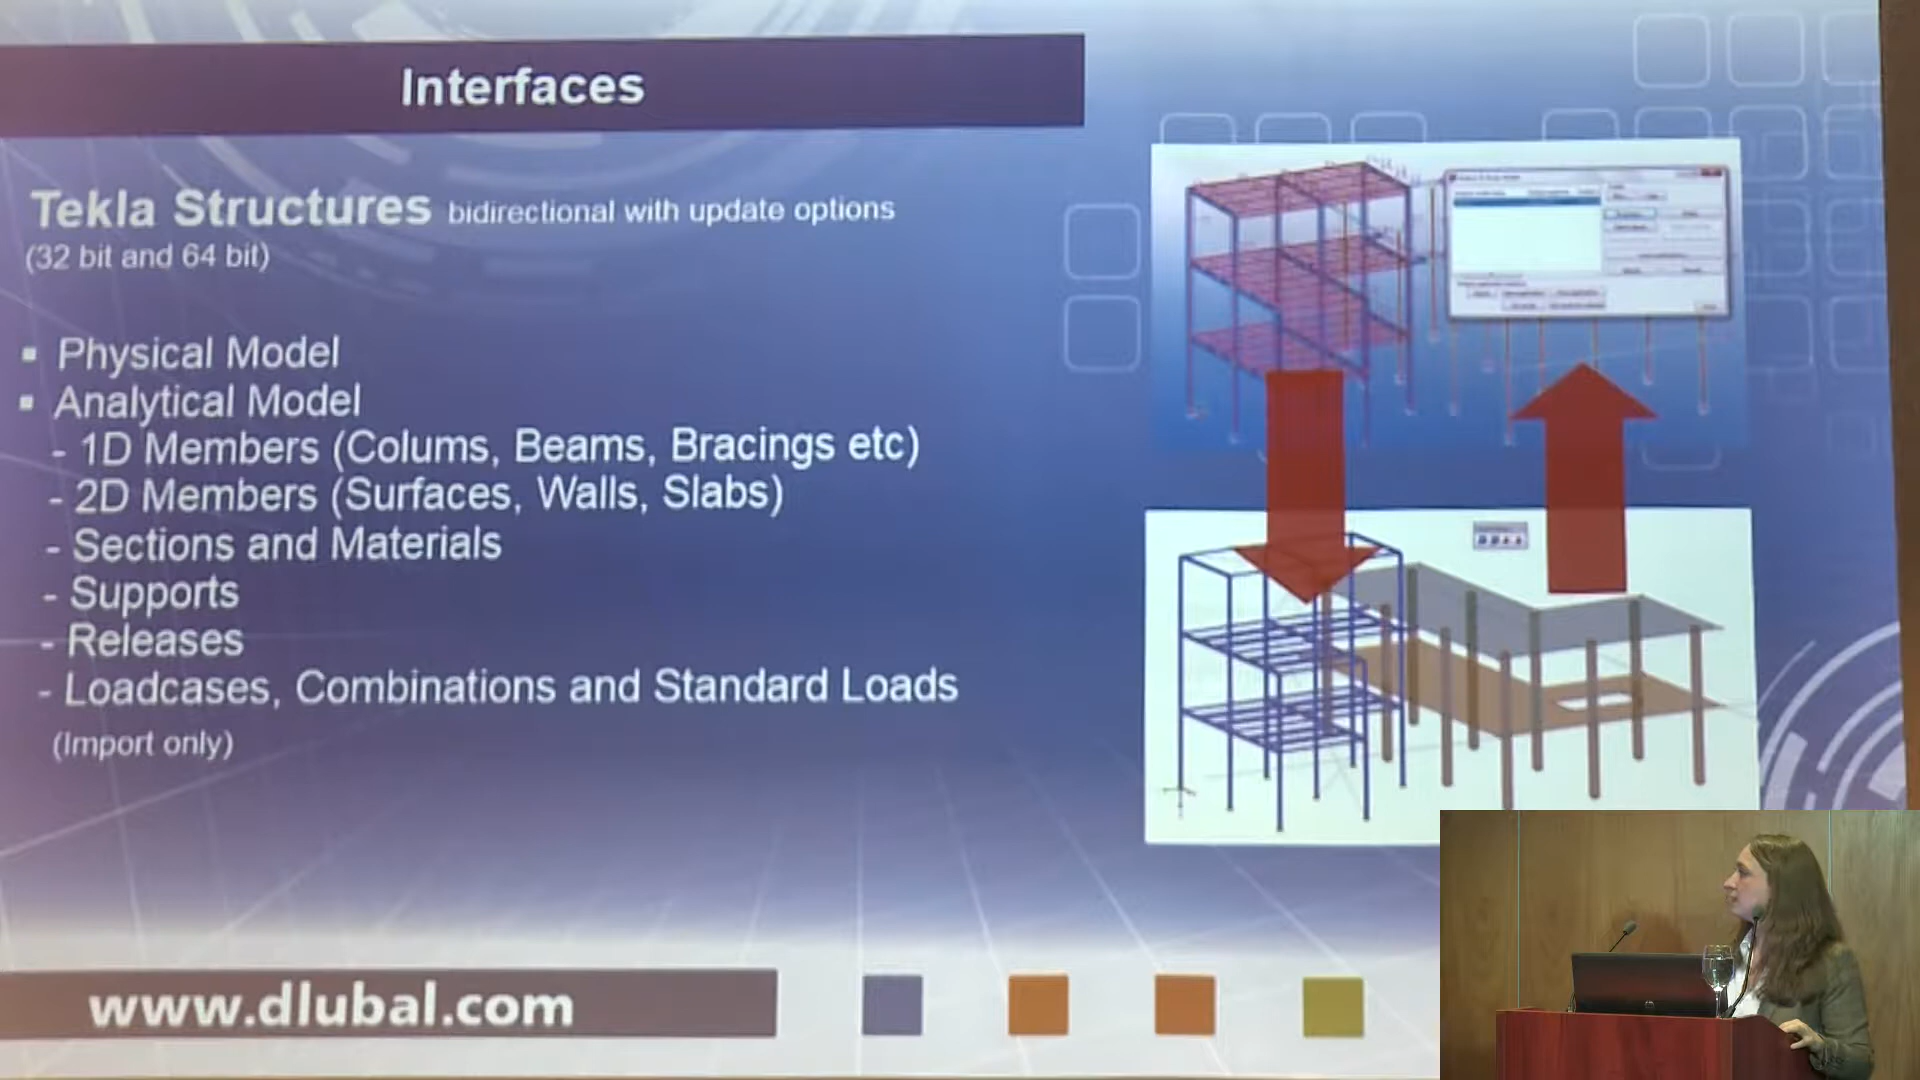 Interfaces
Tekla Structures bidirectional with update options
(32 bit and 64 bit)
▪ Physical Model
▪ Analytical Model
- 1D Members (Colums, Beams, Bracings etc)
- 2D Members (Surfaces, Walls, Slabs)
- Sections and Materials
- Supports
- Releases
- Loadcases, Combinations and Standard Loads
(Import only)
www.dlubal.com